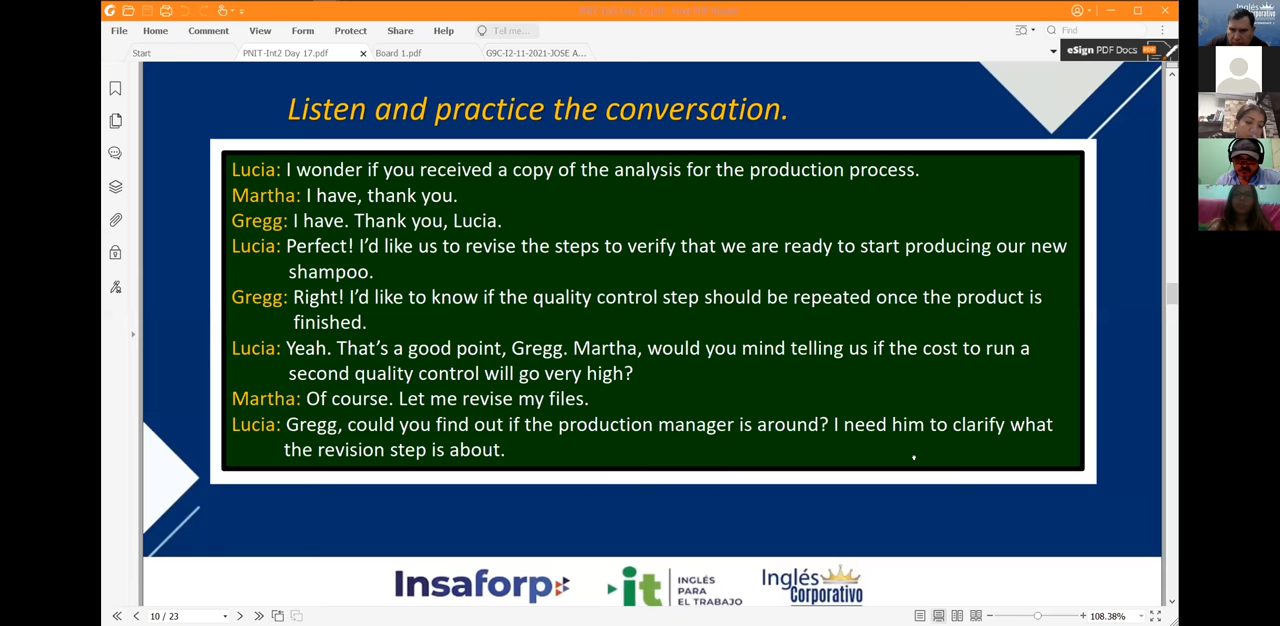 File Home Comment View Form Protect Share Help Tell me... Find
Start PNIT-Int2 Day 17.pdf Board 1.pdf G9C-I2-11-2021-JOSE A... eSign PDF Docs
Listen and practice the conversation.
Lucia: I wonder if you received a copy of the analysis for the production process.
Martha: I have, thank you.
Gregg: I have. Thank you, Lucia.
Lucia: Perfect! I’d like us to revise the steps to verify that we are ready to start producing our new
shampoo.
Gregg: Right! I’d like to know if the quality control step should be repeated once the product is
finished.
Lucia: Yeah. That’s a good point, Gregg. Martha, would you mind telling us if the cost to run a
second quality control will go very high?
Martha: Of course. Let me revise my files.
Lucia: Gregg, could you find out if the production manager is around? I need him to clarify what
the revision step is about.
Insaforp
it INGLÉS
PARA
EL TRABAJO
Inglés
Corporativo
10 / 23 108.38%
Inglés
Corporativo